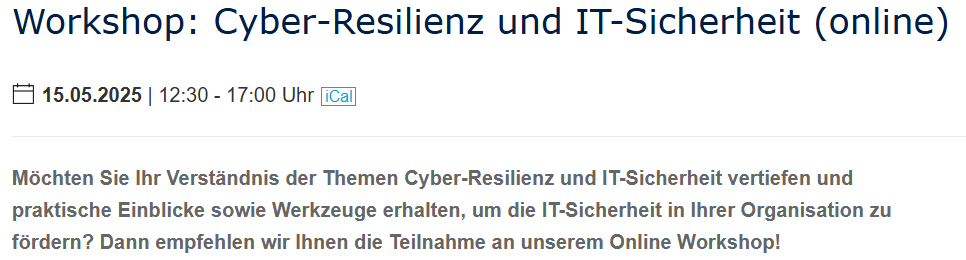 Workshop: Cyber-Resilienz und IT-Sicherheit (online)
15.05.2025 | 12:30 - 17:00 Uhr iCal
Möchten Sie Ihr Verständnis der Themen Cyber-Resilienz und IT-Sicherheit vertiefen und
praktische Einblicke sowie Werkzeuge erhalten, um die IT-Sicherheit in Ihrer Organisation zu
fördern? Dann empfehlen wir Ihnen die Teilnahme an unserem Online Workshop!